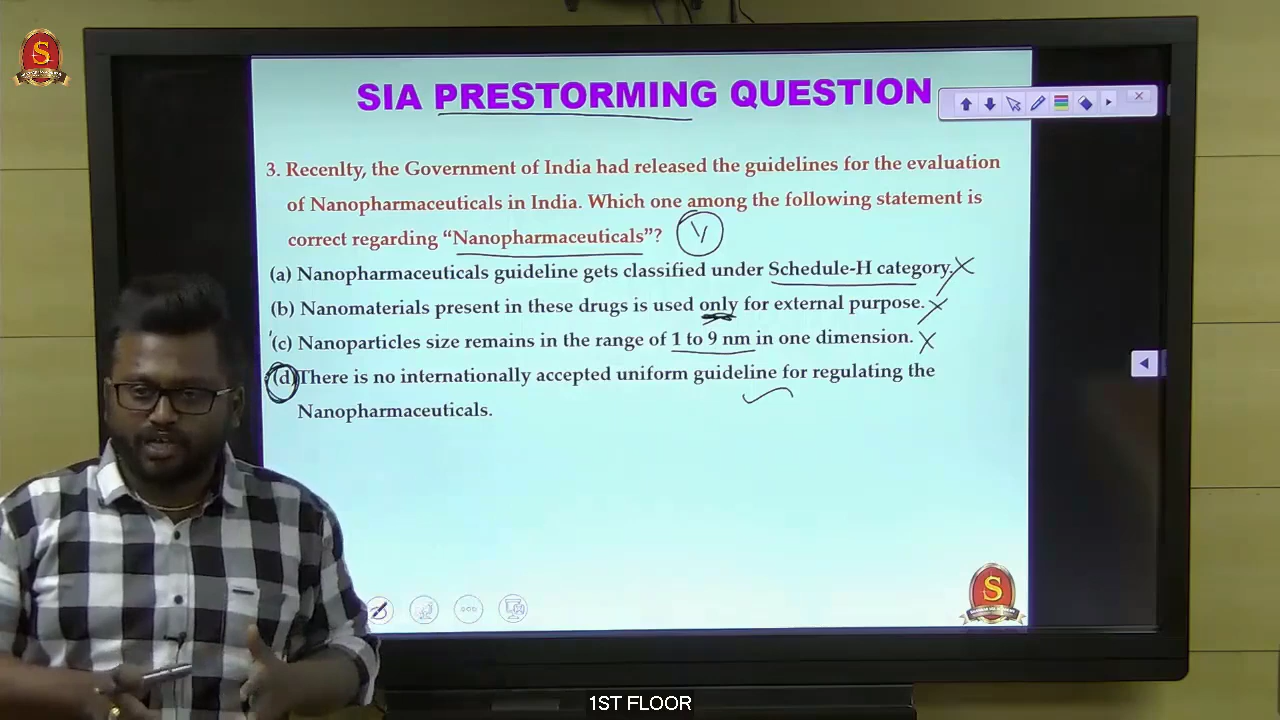 SIA PRESTORMING QUESTION
3. Recenlty, the Government of India had released the guidelines for the evaluation
of Nanopharmaceuticals in India. Which one among the following statement is
correct regarding “Nanopharmaceuticals”?
(a) Nanopharmaceuticals guideline gets classified under Schedule-H category.
(b) Nanomaterials present in these drugs is used only for external purpose.
(c) Nanoparticles size remains in the range of 1 to 9 nm in one dimension.
(d) There is no internationally accepted uniform guideline for regulating the
Nanopharmaceuticals.
S
S
1ST FLOOR